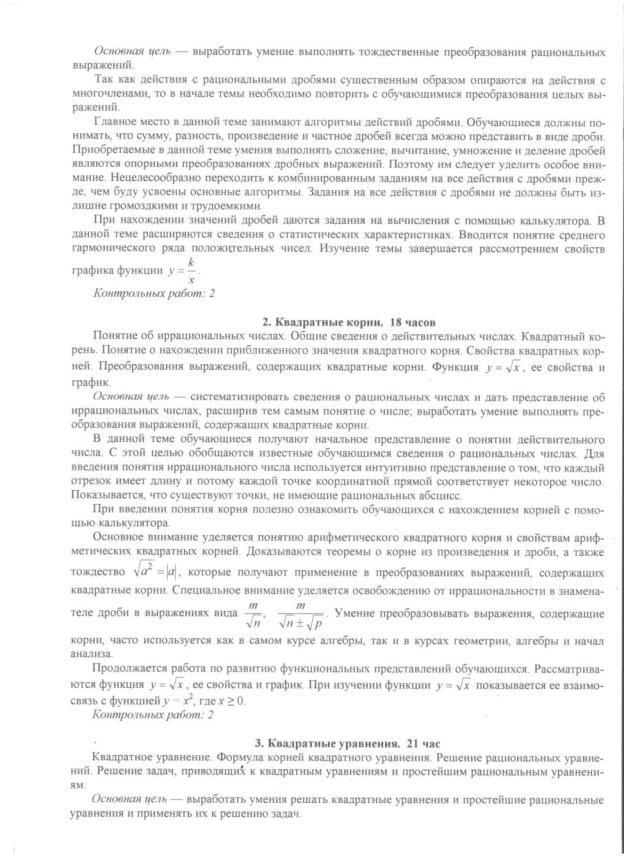 Основная цель — выработать умение выполнять тождественные преобразования рациональных
выражений.
Так как действия с рациональными дробями существенным образом опираются на действия с
многочленами, то в начале темы необходимо повторить с обучающимися преобразования целых вы-
ражений.
Главное место в данной теме занимают алгоритмы действий дробями. Обучающиеся должны по-
нимать, что сумму, разность, произведение и частное дробей всегда можно представить в виде дроби.
Приобретаемые в данной теме умения выполнять сложение, вычитание, умножение и деление дробей
являются опорными преобразованиях дробных выражений. Поэтому им следует уделить особое вни-
мание. Нецелесообразно переходить к комбинированным заданиям на все действия с дробями преж-
де, чем буду усвоены основные алгоритмы. Задания на все действия с дробями не должны быть из-
лишне громоздкими и трудоемкими.
При нахождении значений дробей даются задания на вычисления с помощью калькулятора. В
данной теме расширяются сведения о статистических характеристиках. Вводится понятие среднего
гармонического ряда положительных чисел. Изучение темы завершается рассмотрением свойств
графика функции y = k/x.
Контрольных работ: 2
2. Квадратные корни. 18 часов
Понятие об иррациональных числах. Общие сведения о действительных числах. Квадратный ко-
рень. Понятие о нахождении приближенного значения квадратного корня. Свойства квадратных кор-
ней. Преобразования выражений, содержащих квадратные корни. Функция y = √x, ее свойства и
график.
Основная цель — систематизировать сведения о рациональных числах и дать представление об
иррациональных числах, расширив тем самым понятие о числе; выработать умение выполнять пре-
образования выражений, содержащих квадратные корни.
В данной теме обучающиеся получают начальное представление о понятии действительного
числа. С этой целью обобщаются известные обучающимся сведения о рациональных числах. Для
введения понятия иррационального числа используется интуитивно представление о том, что каждый
отрезок имеет длину и потому каждой точке координатной прямой соответствует некоторое число.
Показывается, что существуют точки, не имеющие рациональных абсцисс.
При введении понятия корня полезно ознакомить обучающихся с нахождением корней с помо-
щью калькулятора.
Основное внимание уделяется понятию арифметического квадратного корня и свойствам ариф-
метических квадратных корней. Доказываются теоремы о корне из произведения и дроби, а также
тождество √a² = |a|, которые получают применение в преобразованиях выражений, содержащих
квадратные корни. Специальное внимание уделяется освобождению от иррациональности в знамена-
теле дроби в выражениях вида m/√n, m/(√n ± √p). Умение преобразовывать выражения, содержащие
корни, часто используется как в самом курсе алгебры, так и в курсах геометрии, алгебры и начал
анализа.
Продолжается работа по развитию функциональных представлений обучающихся. Рассматрива-
ются функция y = √x, ее свойства и график. При изучении функции y = √x показывается ее взаимо-
связь с функцией y = x², где x ≥ 0.
Контрольных работ: 2
3. Квадратные уравнения. 21 час
Квадратное уравнение. Формула корней квадратного уравнения. Решение рациональных уравне-
ний. Решение задач, приводящих к квадратным уравнениям и простейшим рациональным уравнени-
ям.
Основная цель — выработать умения решать квадратные уравнения и простейшие рациональные
уравнения и применять их к решению задач.